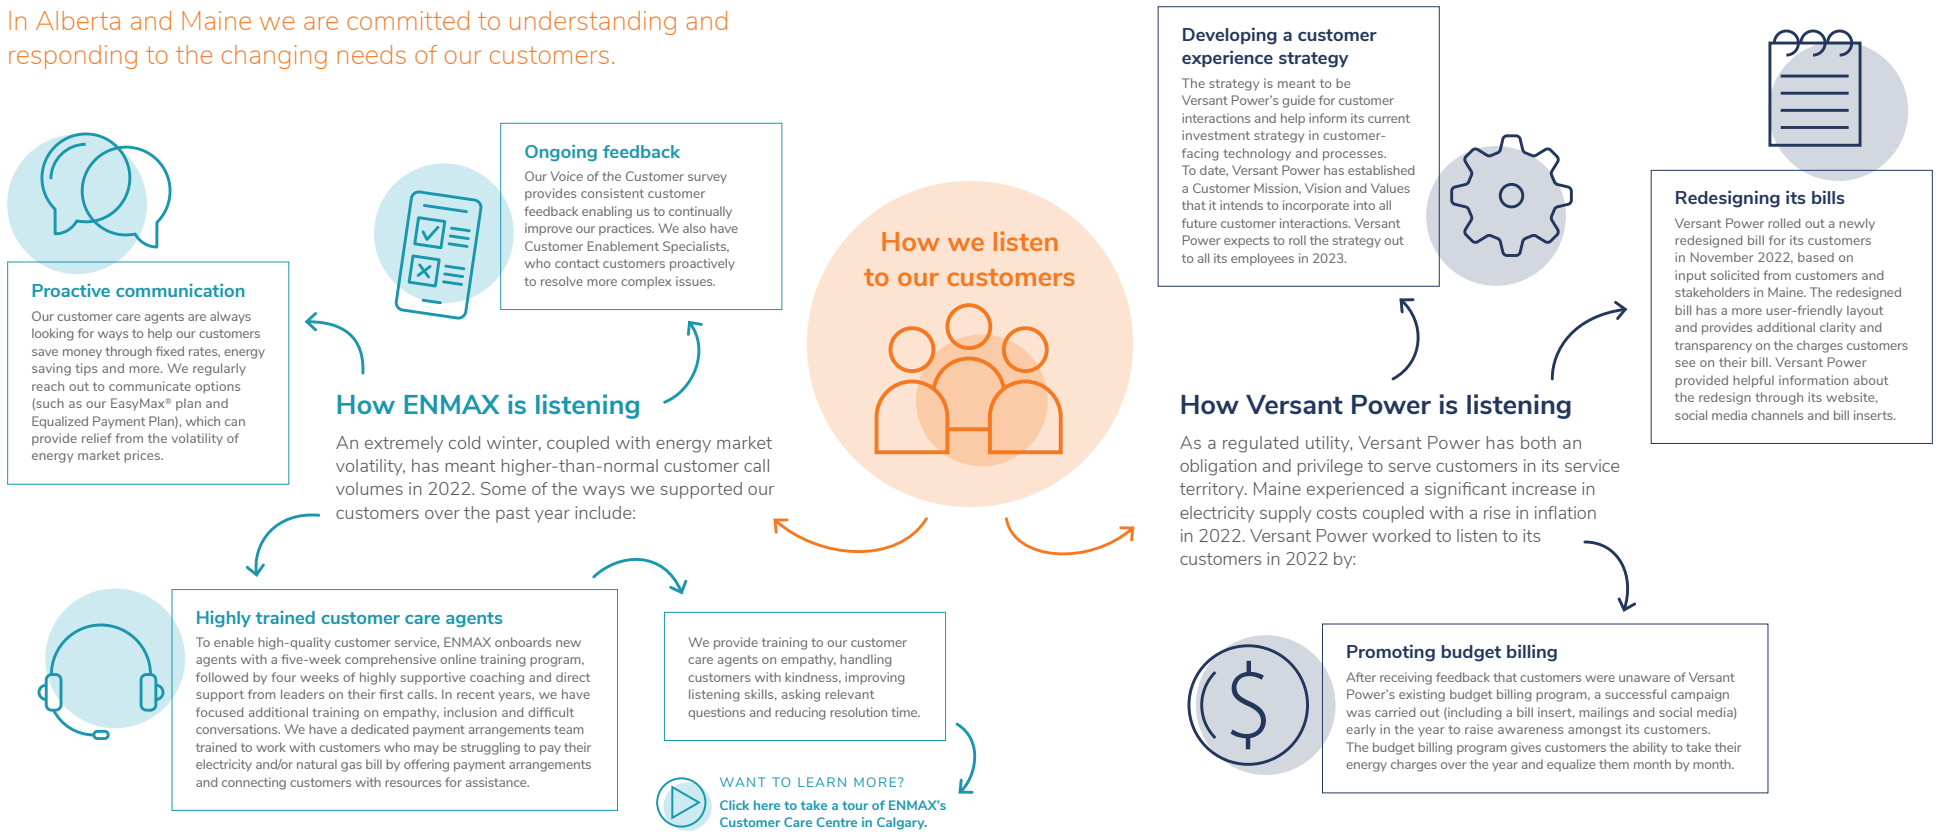 In Alberta and Maine we are committed to understanding and
responding to the changing needs of our customers.
How we listen
to our customers
How ENMAX is listening
An extremely cold winter, coupled with energy market
volatility, has meant higher-than-normal customer call
volumes in 2022. Some of the ways we supported our
customers over the past year include:
Proactive communication
Our customer care agents are always
looking for ways to help our customers
save money through fixed rates, energy
saving tips and more. We regularly
reach out to communicate options
(such as our EasyMax® plan and
Equalized Payment Plan), which can
provide relief from the volatility of
energy market prices.
Ongoing feedback
Our Voice of the Customer survey
provides consistent customer
feedback enabling us to continually
improve our practices. We also have
Customer Enablement Specialists,
who contact customers proactively
to resolve more complex issues.
Highly trained customer care agents
To enable high-quality customer service, ENMAX onboards new
agents with a five-week comprehensive online training program,
followed by four weeks of highly supportive coaching and direct
support from leaders on their first calls. In recent years, we have
focused additional training on empathy, inclusion and difficult
conversations. We have a dedicated payment arrangements team
trained to work with customers who may be struggling to pay their
electricity and/or natural gas bill by offering payment arrangements
and connecting customers with resources for assistance.
We provide training to our customer
care agents on empathy, handling
customers with kindness, improving
listening skills, asking relevant
questions and reducing resolution time.
WANT TO LEARN MORE?
Click here to take a tour of ENMAX's
Customer Care Centre in Calgary.
How Versant Power is listening
As a regulated utility, Versant Power has both an
obligation and privilege to serve customers in its service
territory. Maine experienced a significant increase in
electricity supply costs coupled with a rise in inflation
in 2022. Versant Power worked to listen to its
customers in 2022 by:
Developing a customer
experience strategy
The strategy is meant to be
Versant Power's guide for customer
interactions and help inform its current
investment strategy in customer-
facing technology and processes.
To date, Versant Power has established
a Customer Mission, Vision and Values
that it intends to incorporate into all
future customer interactions. Versant
Power expects to roll the strategy out
to all its employees in 2023.
Redesigning its bills
Versant Power rolled out a newly
redesigned bill for its customers
in November 2022, based on
input solicited from customers and
stakeholders in Maine. The redesigned
bill has a more user-friendly layout
and provides additional clarity and
transparency on the charges customers
see on their bill. Versant Power
provided helpful information about
the redesign through its website,
social media channels and bill inserts.
Promoting budget billing
After receiving feedback that customers were unaware of Versant
Power's existing budget billing program, a successful campaign
was carried out (including a bill insert, mailings and social media)
early in the year to raise awareness amongst its customers.
The budget billing program gives customers the ability to take their
energy charges over the year and equalize them month by month.
$